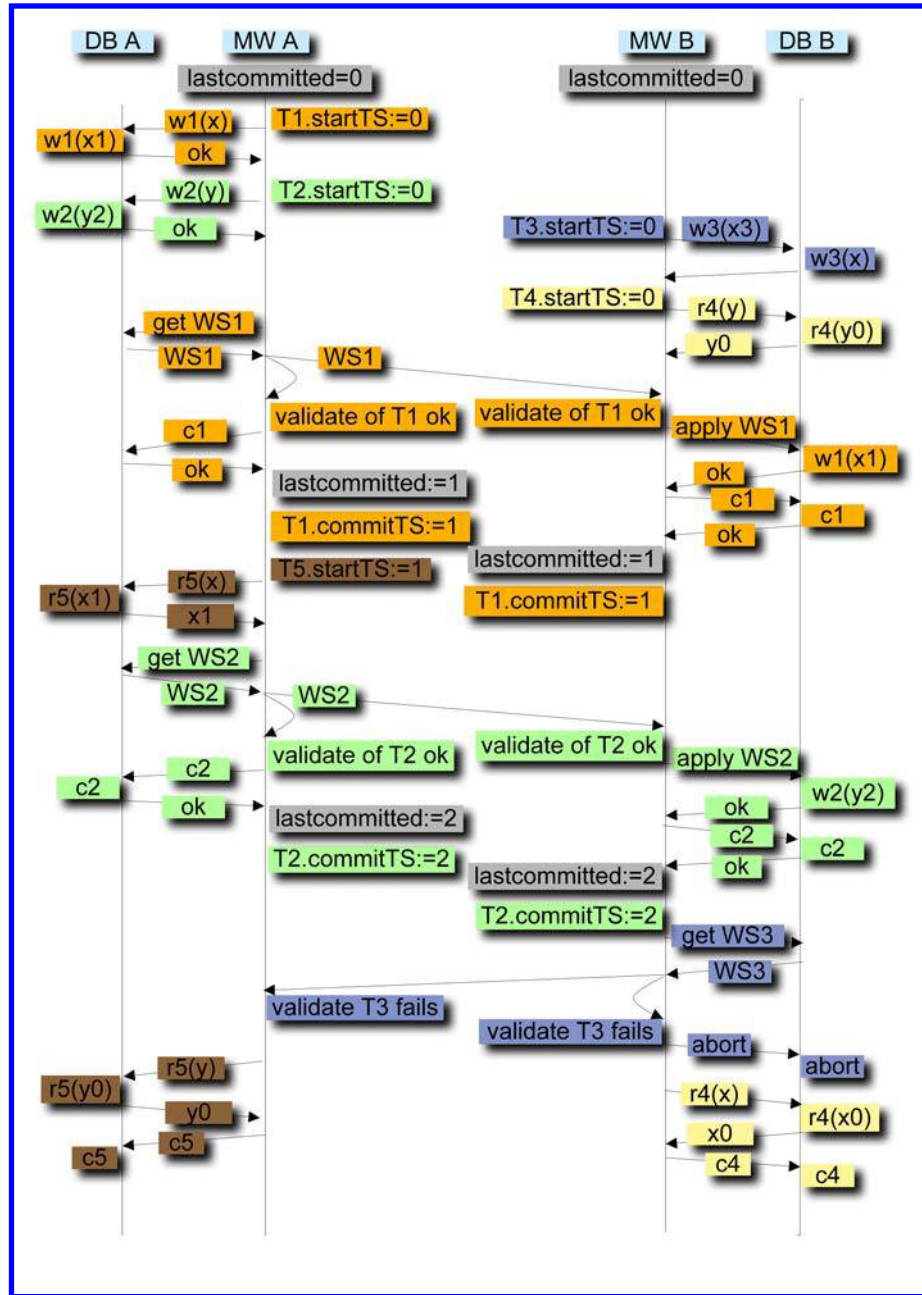 DB A MW A MW B DB B
lastcommitted=0 lastcommitted=0
w1(x) T1.startTS:=0
w1(x1) ok
w2(y) T2.startTS:=0
w2(y2) ok
T3.startTS:=0 w3(x3)
w3(x)
T4.startTS:=0 r4(y)
get WS1
y0 r4(y0)
WS1 WS1
validate of T1 ok validate of T1 ok
c1 apply WS1
ok ok w1(x1)
lastcommitted:=1 c1
T1.commitTS:=1 ok c1
T5.startTS:=1 lastcommitted:=1
r5(x)
r5(x1) x1 T1.commitTS:=1
get WS2
WS2 WS2
validate of T2 ok validate of T2 ok
c2 apply WS2
c2 ok ok w2(y2)
lastcommitted:=2 c2
T2.commitTS:=2 ok c2
lastcommitted:=2
T2.commitTS:=2
get WS3
WS3
validate T3 fails
validate T3 fails abort
r5(y) abort
r5(y0) r4(x)
y0 x0 r4(x0)
c5 c5 c4 c4